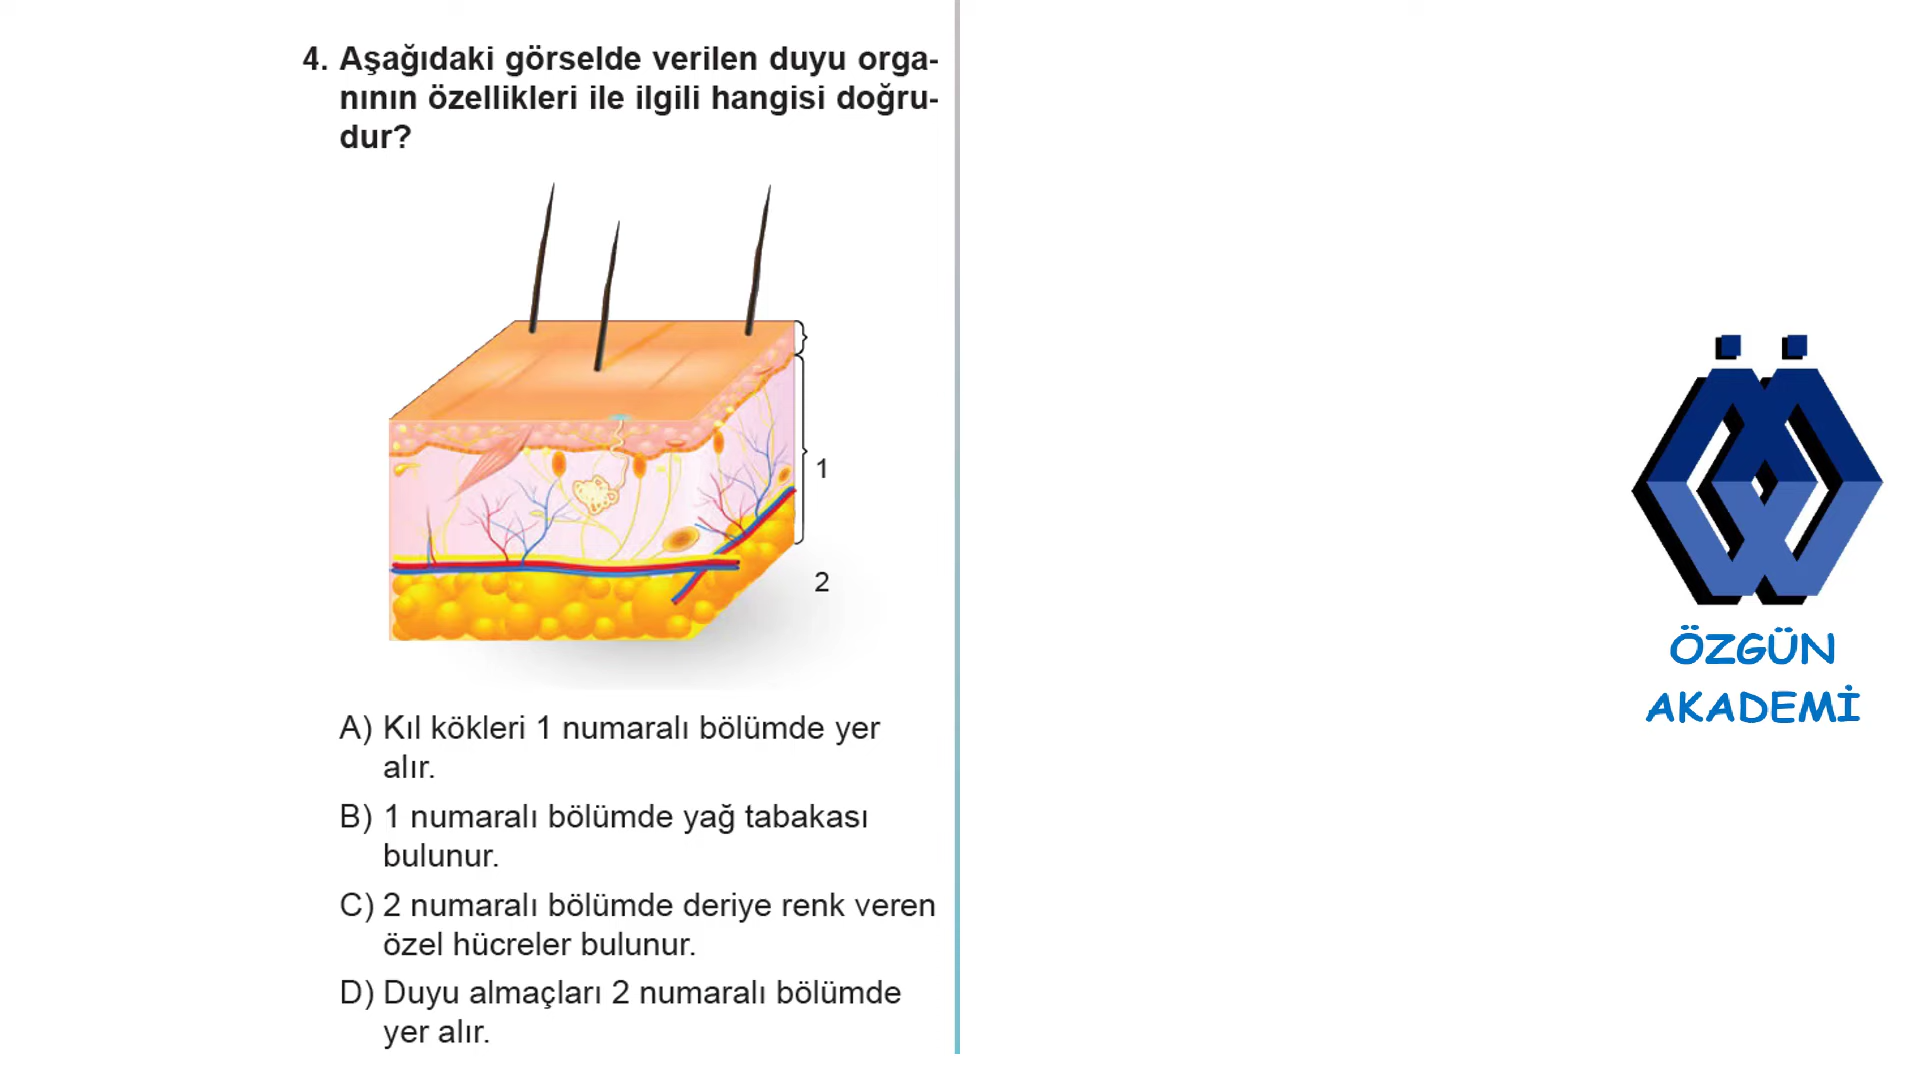 4. Aşağıdaki görselde verilen duyu orga-
nının özellikleri ile ilgili hangisi doğru-
dur?
1
2
A) Kıl kökleri 1 numaralı bölümde yer
alır.
B) 1 numaralı bölümde yağ tabakası
bulunur.
C) 2 numaralı bölümde deriye renk veren
özel hücreler bulunur.
D) Duyu almaçları 2 numaralı bölümde
yer alır.
ÖZGÜN
AKADEMİ